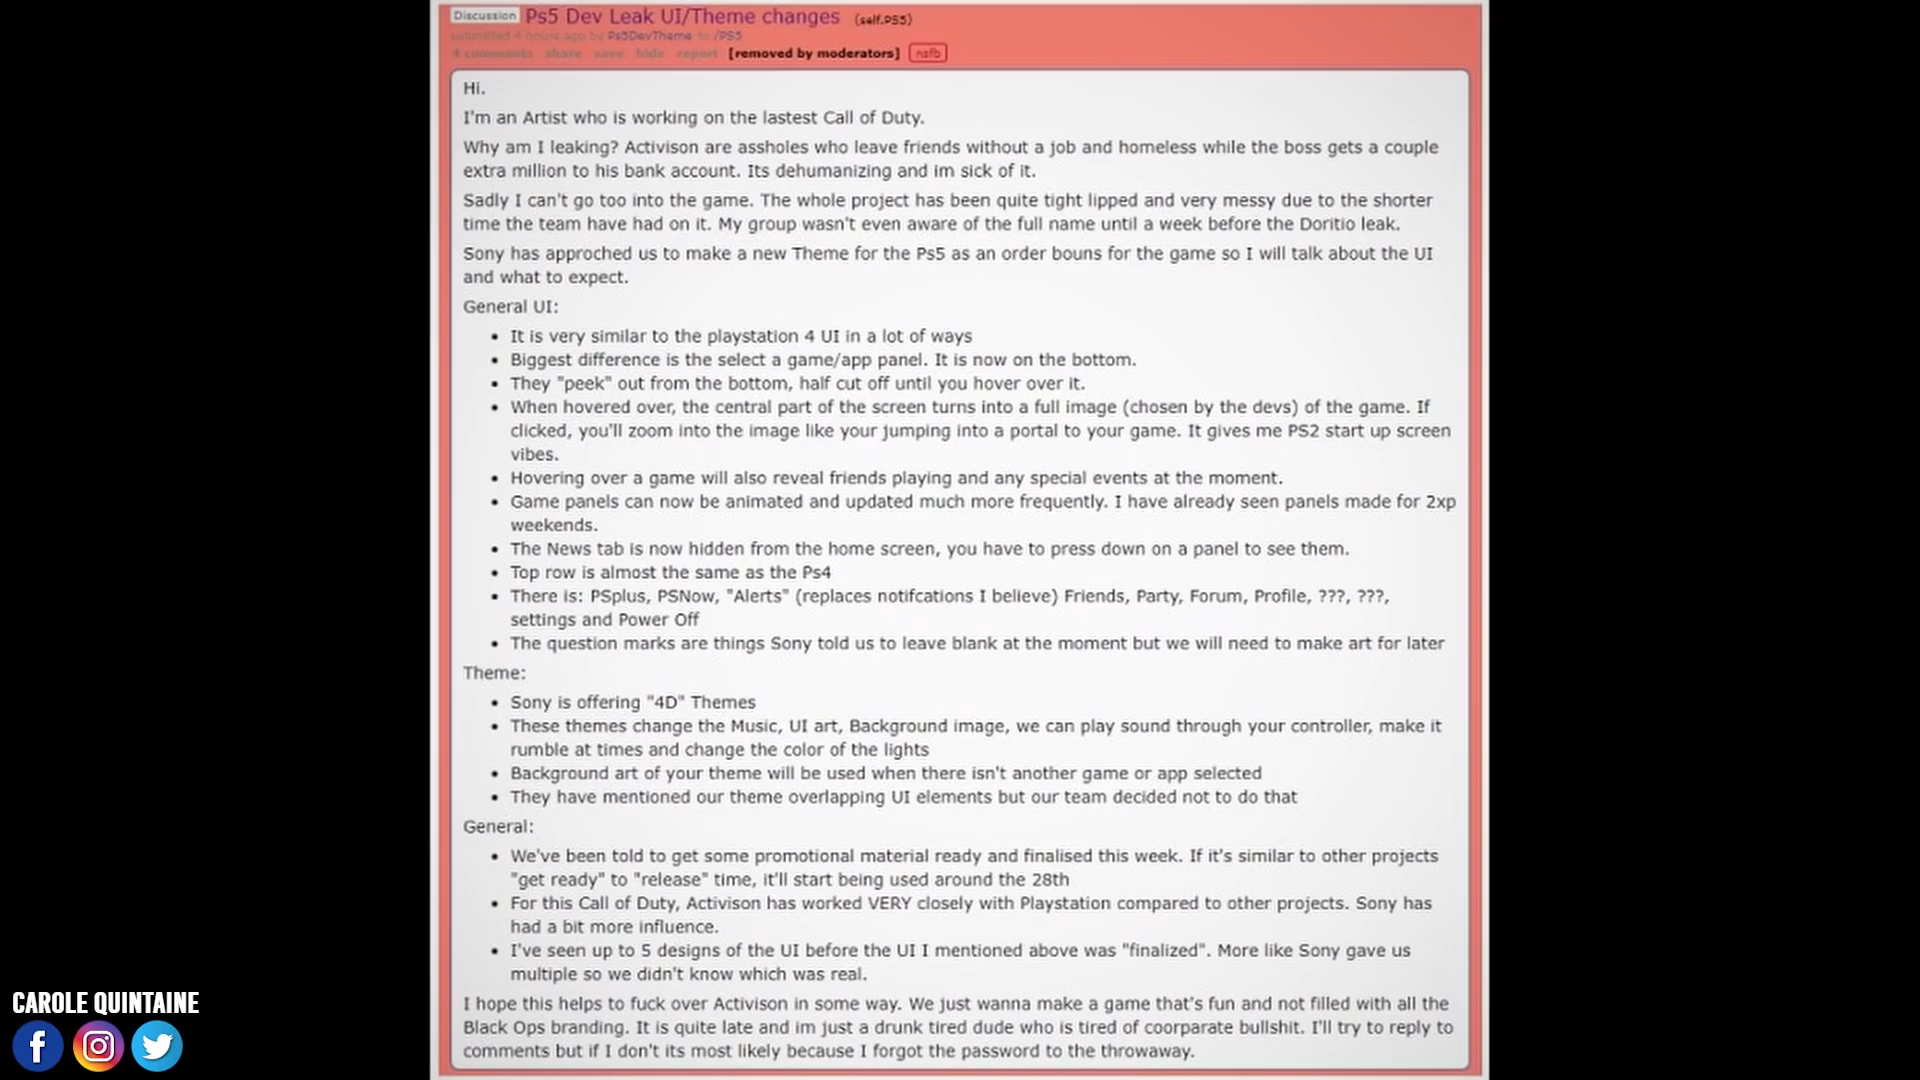 Discussion Ps5 Dev Leak UI/Theme changes (self.PS5)
submitted 4 hours ago by Ps5DevTheme to /PS5
4 comments share save hide report [removed by moderators] nsfb
Hi.
I'm an Artist who is working on the lastest Call of Duty.
Why am I leaking? Activison are assholes who leave friends without a job and homeless while the boss gets a couple
extra million to his bank account. Its dehumanizing and im sick of it.
Sadly I can't go too into the game. The whole project has been quite tight lipped and very messy due to the shorter
time the team have had on it. My group wasn't even aware of the full name until a week before the Doritio leak.
Sony has approched us to make a new Theme for the Ps5 as an order bouns for the game so I will talk about the UI
and what to expect.
General UI:
• It is very similar to the playstation 4 UI in a lot of ways
• Biggest difference is the select a game/app panel. It is now on the bottom.
• They "peek" out from the bottom, half cut off until you hover over it.
• When hovered over, the central part of the screen turns into a full image (chosen by the devs) of the game. If
clicked, you'll zoom into the image like your jumping into a portal to your game. It gives me PS2 start up screen
vibes.
• Hovering over a game will also reveal friends playing and any special events at the moment.
• Game panels can now be animated and updated much more frequently. I have already seen panels made for 2xp
weekends.
• The News tab is now hidden from the home screen, you have to press down on a panel to see them.
• Top row is almost the same as the Ps4
• There is: PSplus, PSNow, "Alerts" (replaces notifcations I believe) Friends, Party, Forum, Profile, ???, ???,
settings and Power Off
• The question marks are things Sony told us to leave blank at the moment but we will need to make art for later
Theme:
• Sony is offering "4D" Themes
• These themes change the Music, UI art, Background image, we can play sound through your controller, make it
rumble at times and change the color of the lights
• Background art of your theme will be used when there isn't another game or app selected
• They have mentioned our theme overlapping UI elements but our team decided not to do that
General:
• We've been told to get some promotional material ready and finalised this week. If it's similar to other projects
"get ready" to "release" time, it'll start being used around the 28th
• For this Call of Duty, Activison has worked VERY closely with Playstation compared to other projects. Sony has
had a bit more influence.
• I've seen up to 5 designs of the UI before the UI I mentioned above was "finalized". More like Sony gave us
multiple so we didn't know which was real.
I hope this helps to fuck over Activison in some way. We just wanna make a game that's fun and not filled with all the
Black Ops branding. It is quite late and im just a drunk tired dude who is tired of coorparate bullshit. I'll try to reply to
comments but if I don't its most likely because I forgot the password to the throwaway.
CAROLE QUINTAINE